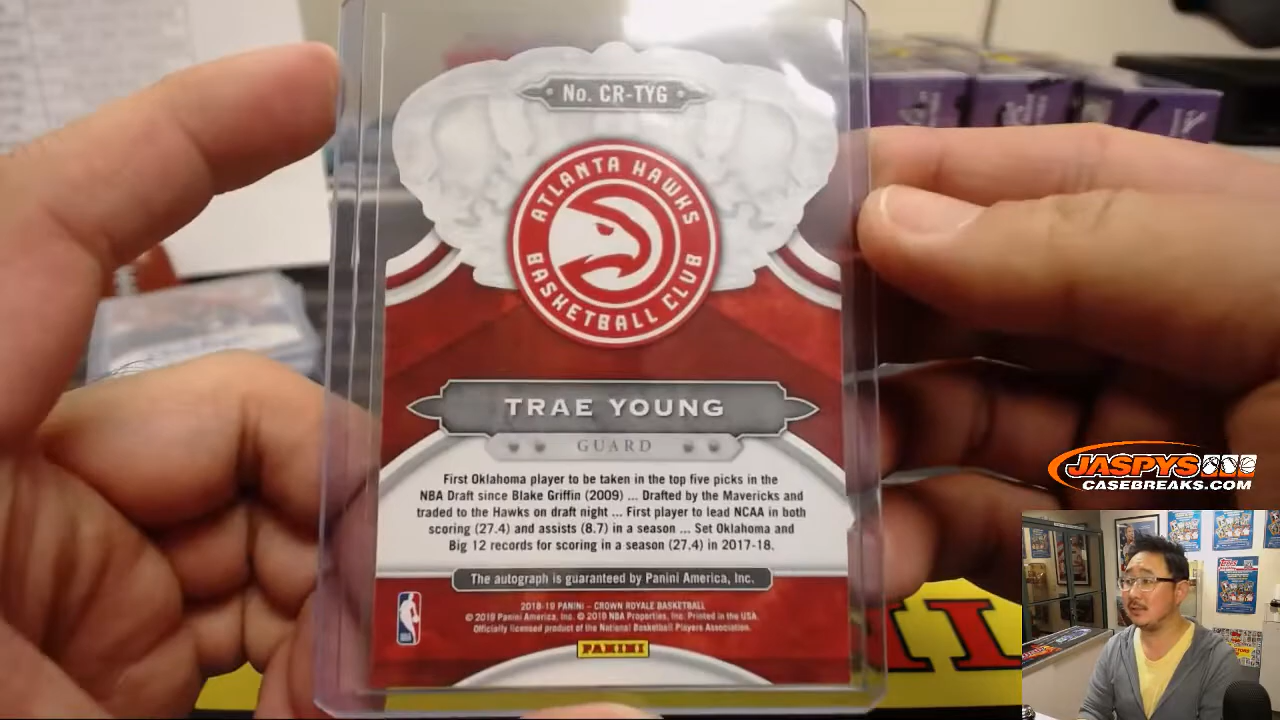 No. CR-TYG
ATLANTA HAWKS
BASKETBALL CLUB
TRAE YOUNG
GUARD
First Oklahoma player to be taken in the top five picks in the
NBA Draft since Blake Griffin (2009) ... Drafted by the Mavericks and
traded to the Hawks on draft night ... First player to lead NCAA in both
scoring (27.4) and assists (8.7) in a season ... Set Oklahoma and
Big 12 records for scoring in a season (27.4) in 2017-18.
The autograph is guaranteed by Panini America, Inc.
2018-19 PANINI – CROWN ROYALE BASKETBALL
© 2019 Panini America, Inc. © 2019 NBA Properties, Inc. Printed in the USA.
Officially licensed product of the National Basketball Players Association.
PANINI
JASPYS
CASEBREAKS.COM